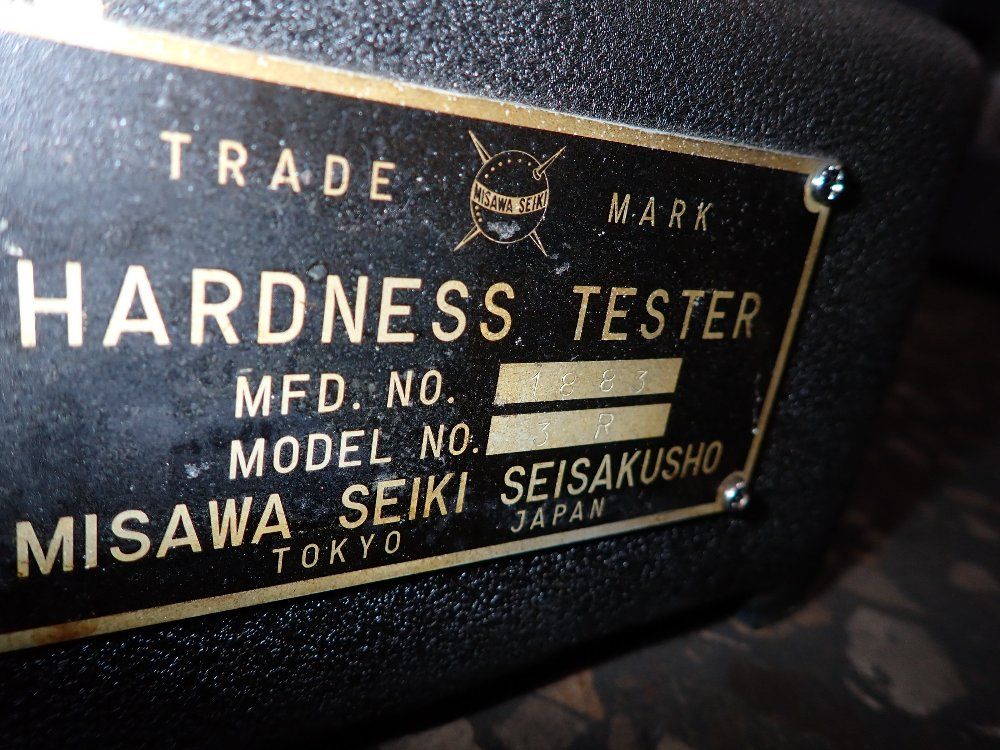 TRADE MISAWA SEIKI MARK
HARDNESS TESTER
MFD. NO. 1883
MODEL NO. 3 R
MISAWA SEIKI SEISAKUSHO
TOKYO JAPAN